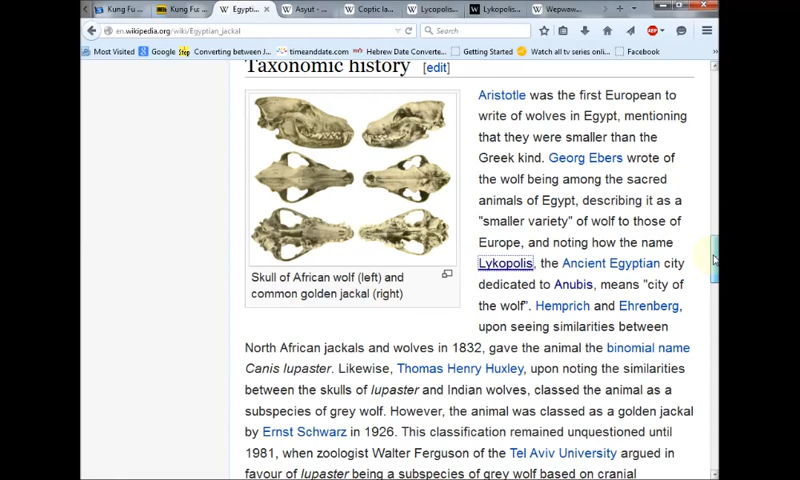 Kung Fu ...
Kung Fu: ...
Egypti...
Asyut - ...
Coptic la...
Lycopolis...
Lykopolis...
Wepwaw...
en.wikipedia.org/wiki/Egyptian_jackal
Search
Most Visited
Google
Converting between J...
timeanddate.com
Hebrew Date Converte...
Getting Started
Watch all tv series onli...
Facebook
Taxonomic history [edit]
Aristotle was the first European to
write of wolves in Egypt, mentioning
that they were smaller than the
Greek kind. Georg Ebers wrote of
the wolf being among the sacred
animals of Egypt, describing it as a
"smaller variety" of wolf to those of
Europe, and noting how the name
Lykopolis, the Ancient Egyptian city
dedicated to Anubis, means "city of
the wolf". Hemprich and Ehrenberg,
upon seeing similarities between
Skull of African wolf (left) and
common golden jackal (right)
North African jackals and wolves in 1832, gave the animal the binomial name
Canis lupaster. Likewise, Thomas Henry Huxley, upon noting the similarities
between the skulls of lupaster and Indian wolves, classed the animal as a
subspecies of grey wolf. However, the animal was classed as a golden jackal
by Ernst Schwarz in 1926. This classification remained unquestioned until
1981, when zoologist Walter Ferguson of the Tel Aviv University argued in
favour of lupaster being a subspecies of grey wolf based on cranial